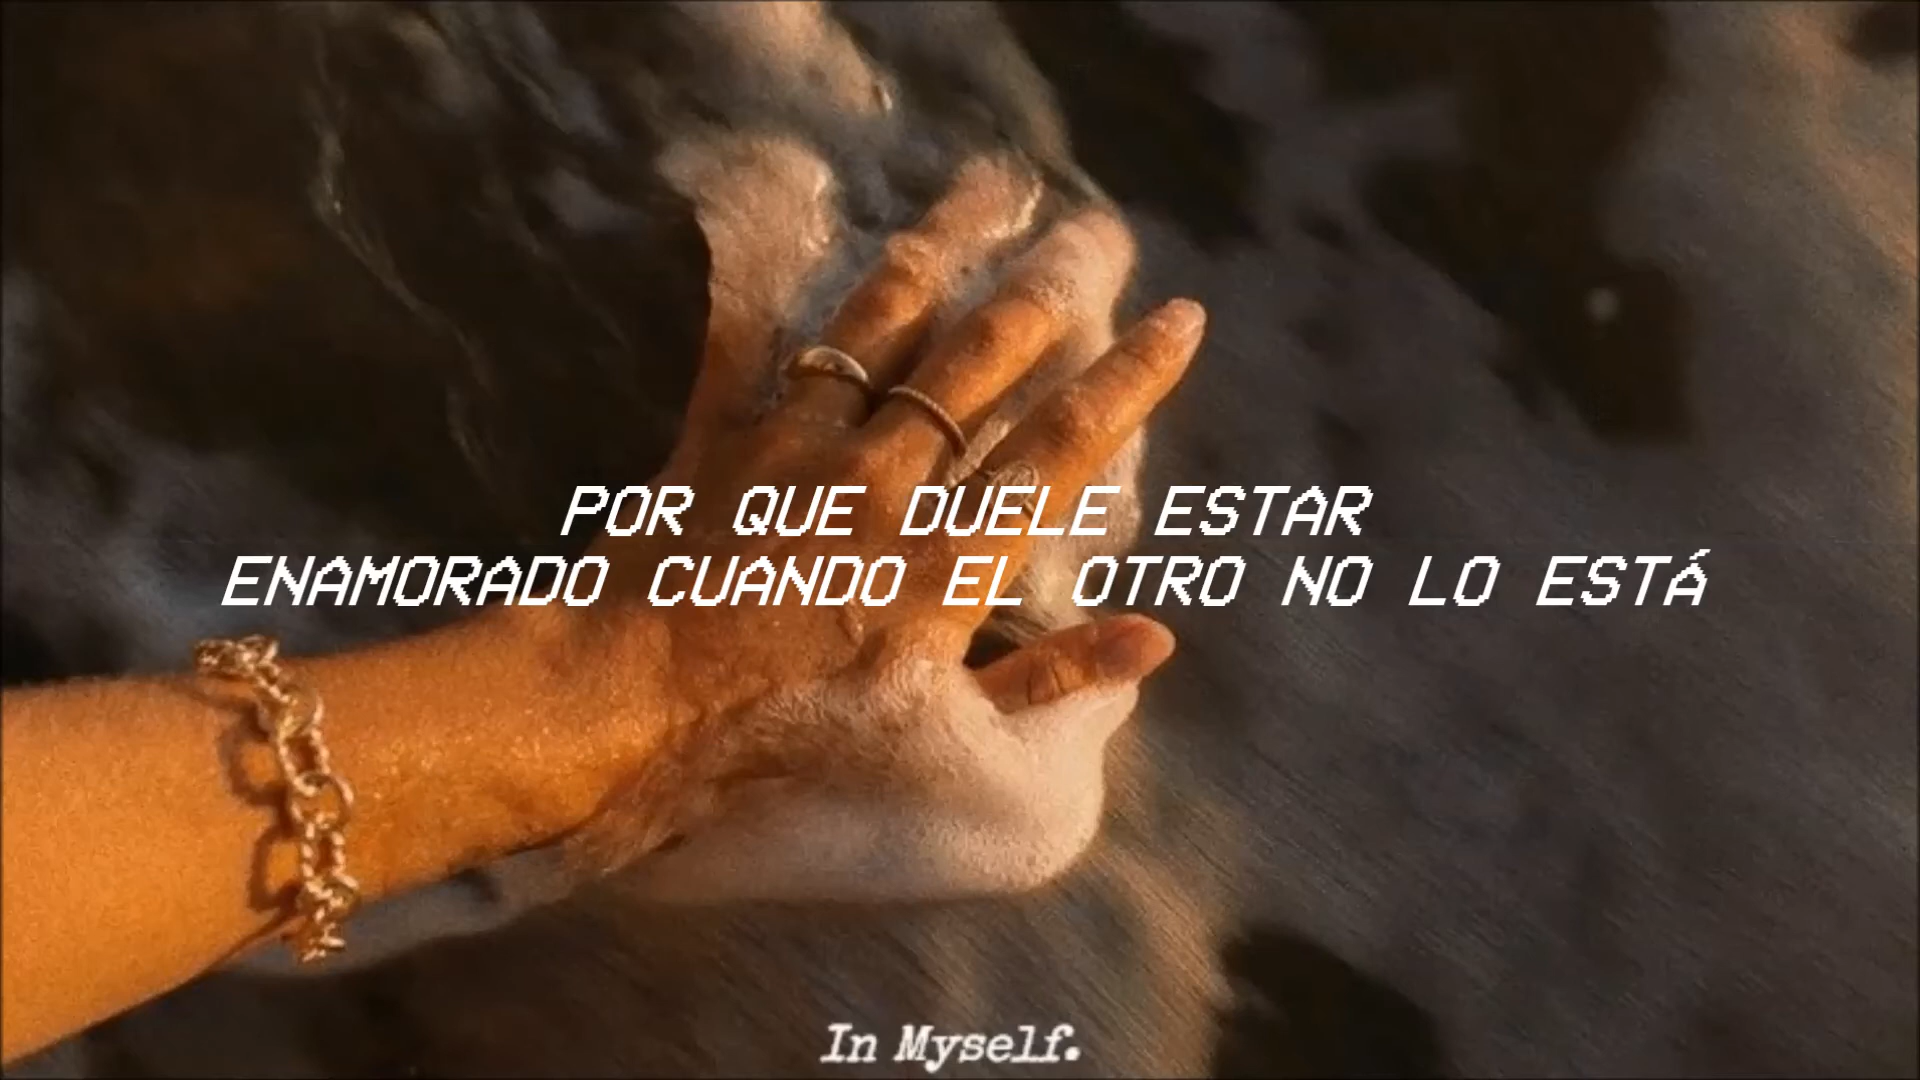 POR QUE DUELE ESTAR
ENAMORADO CUANDO EL OTRO NO LO ESTÁ
In Myself.